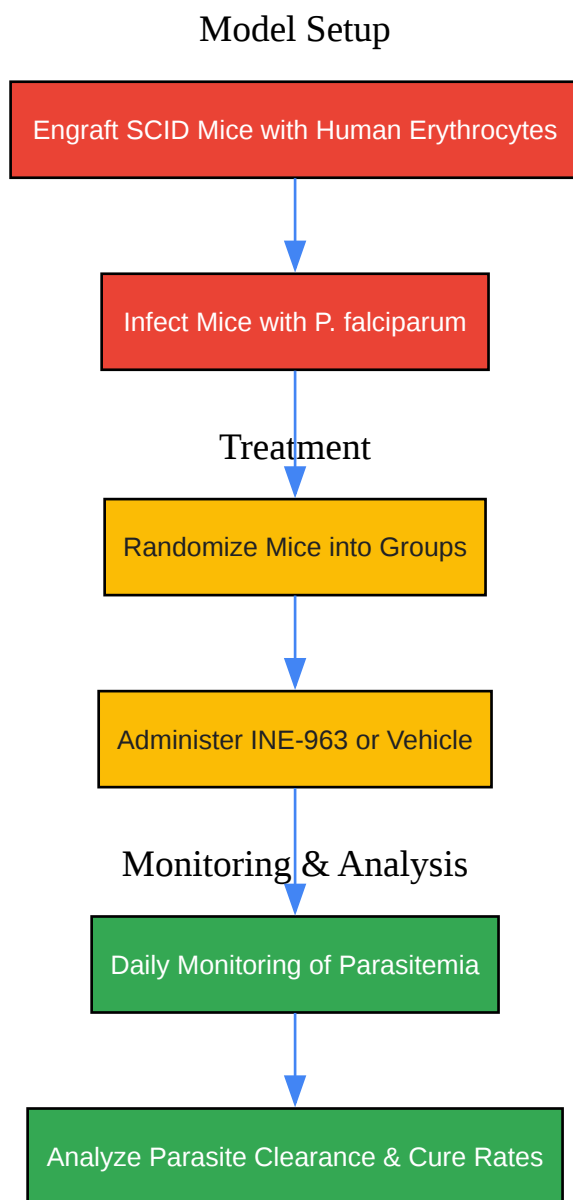 Model Setup
Engraft SCID Mice with Human Erythrocytes
Infect Mice with P. falciparum
Treatment
Randomize Mice into Groups
Administer INE-963 or Vehicle
Monitoring & Analysis
Daily Monitoring of Parasitemia
Analyze Parasite Clearance & Cure Rates